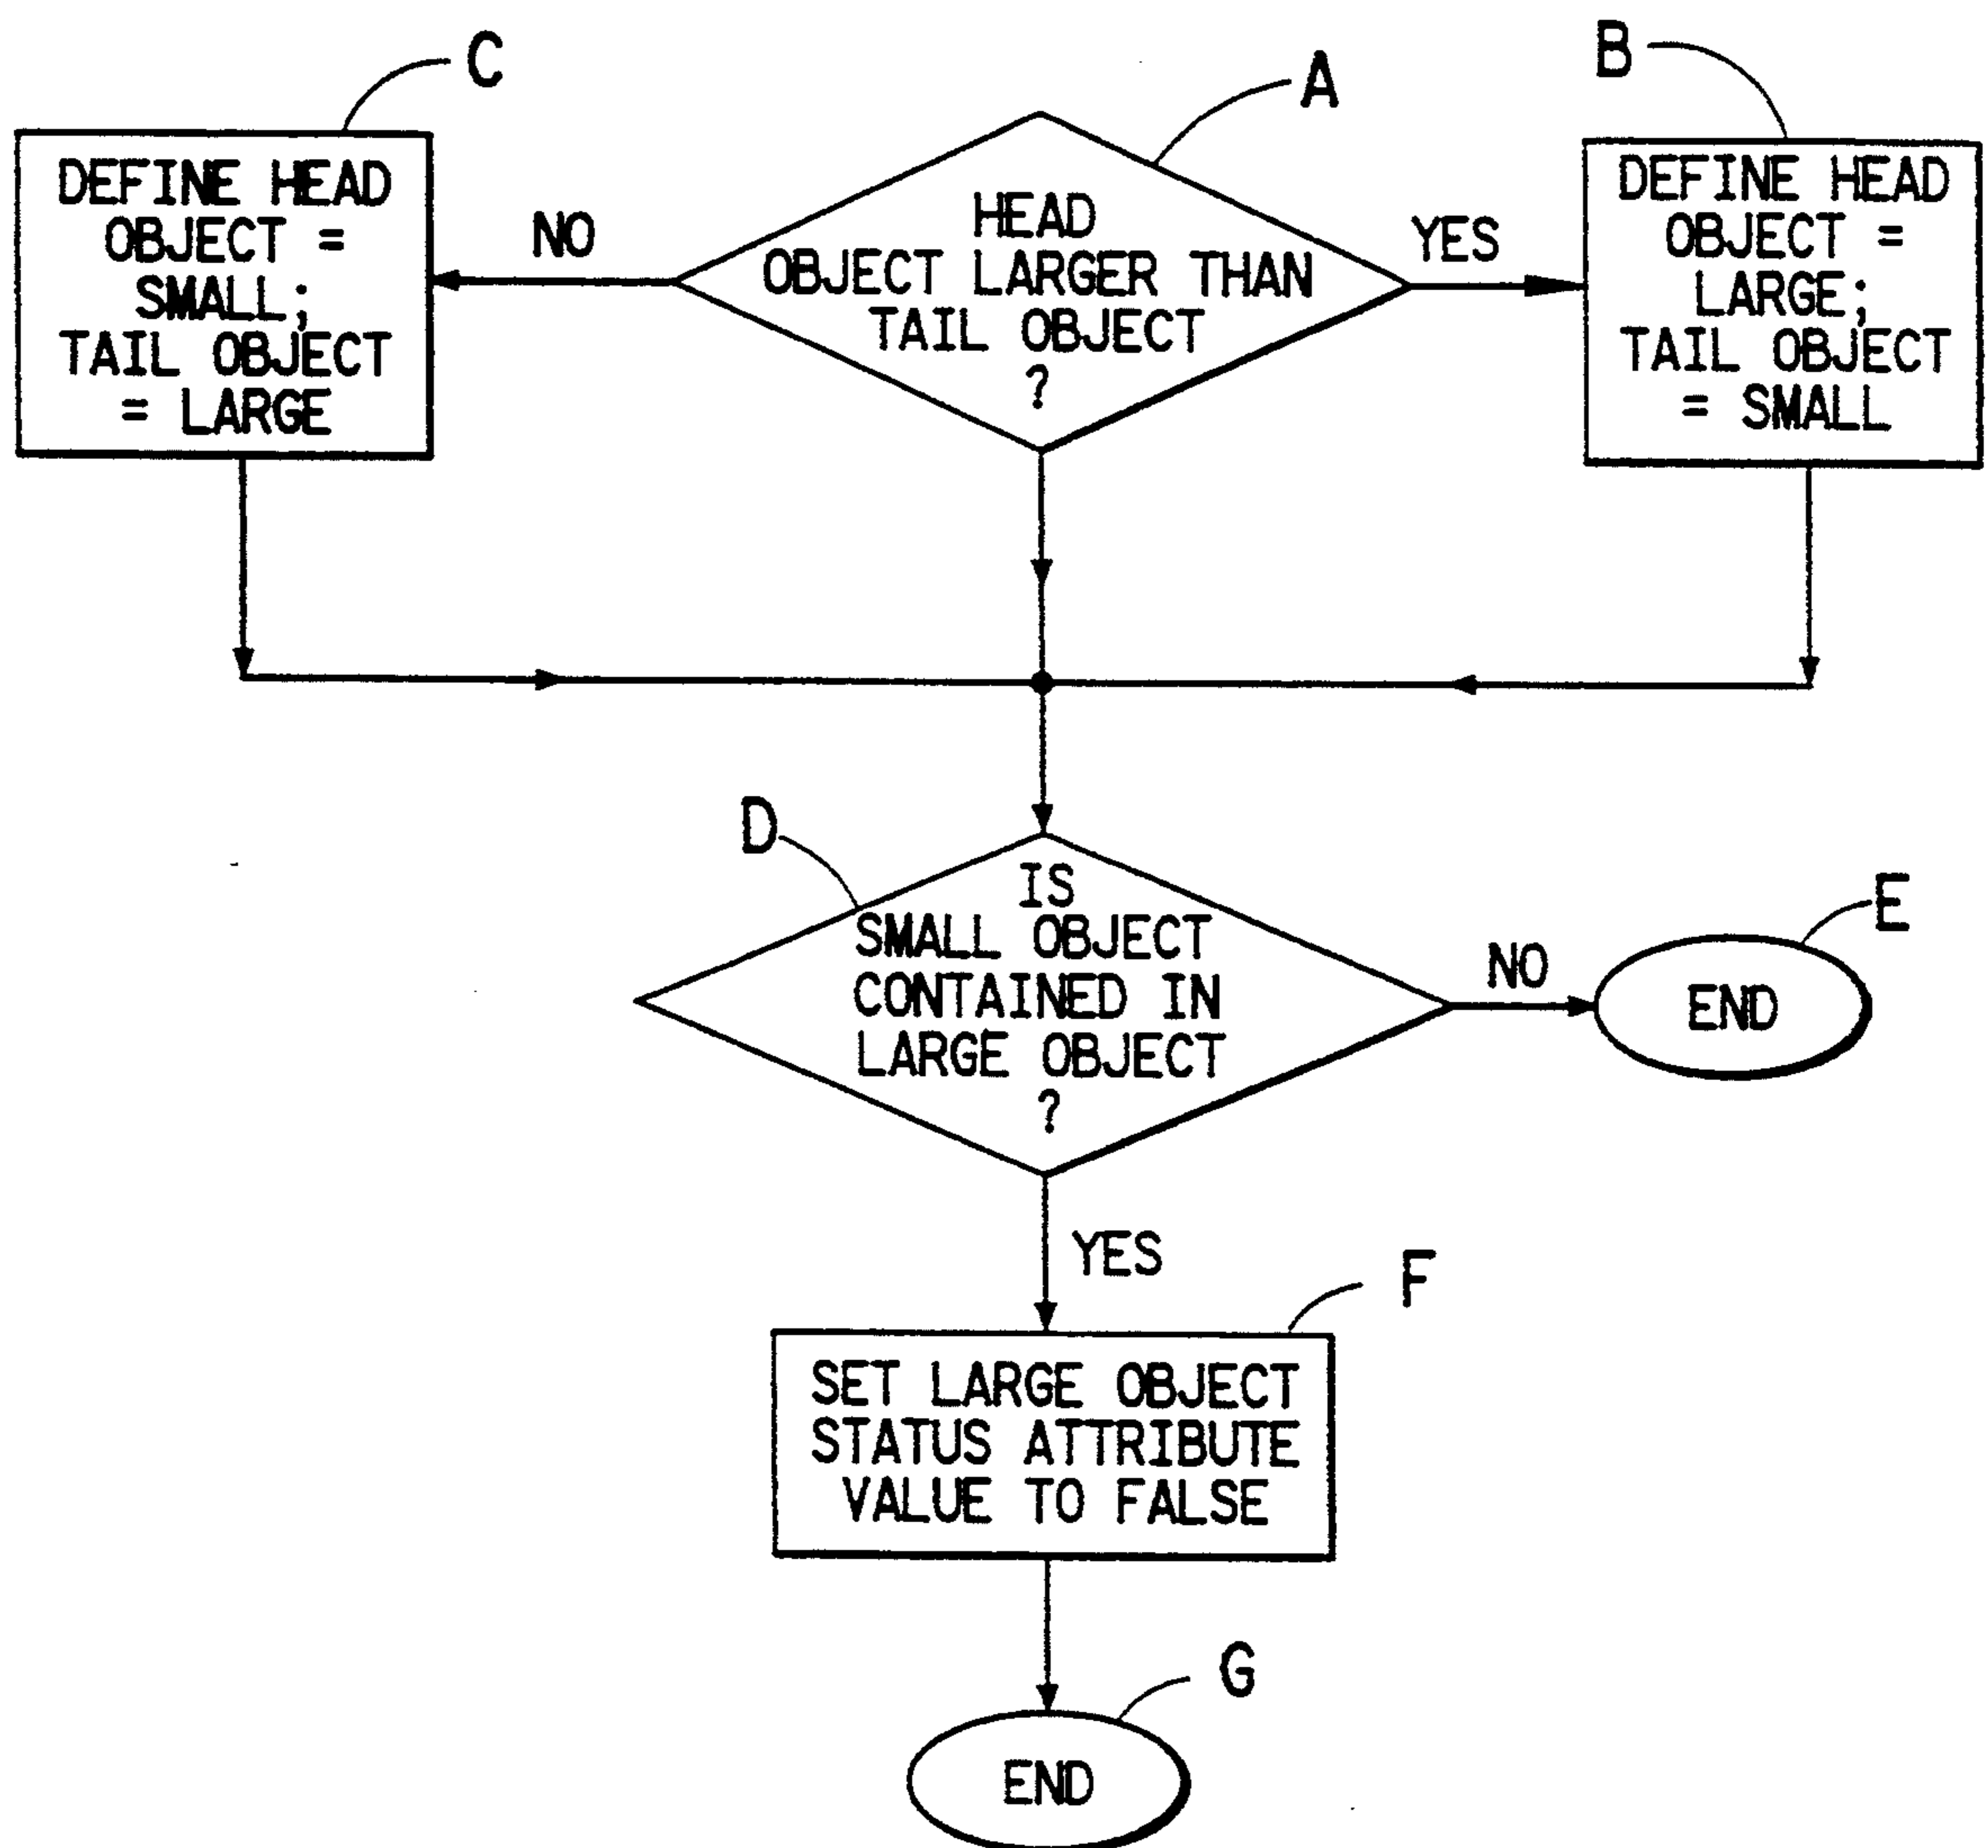 C
A
B
DEFINE HEAD
OBJECT =
SMALL;
TAIL OBJECT
= LARGE
NO
HEAD
OBJECT LARGER THAN
TAIL OBJECT
?
YES
DEFINE HEAD
OBJECT =
LARGE;
TAIL OBJECT
= SMALL
D
IS
SMALL OBJECT
CONTAINED IN
LARGE OBJECT
?
NO
E
END
YES
F
SET LARGE OBJECT
STATUS ATTRIBUTE
VALUE TO FALSE
G
END